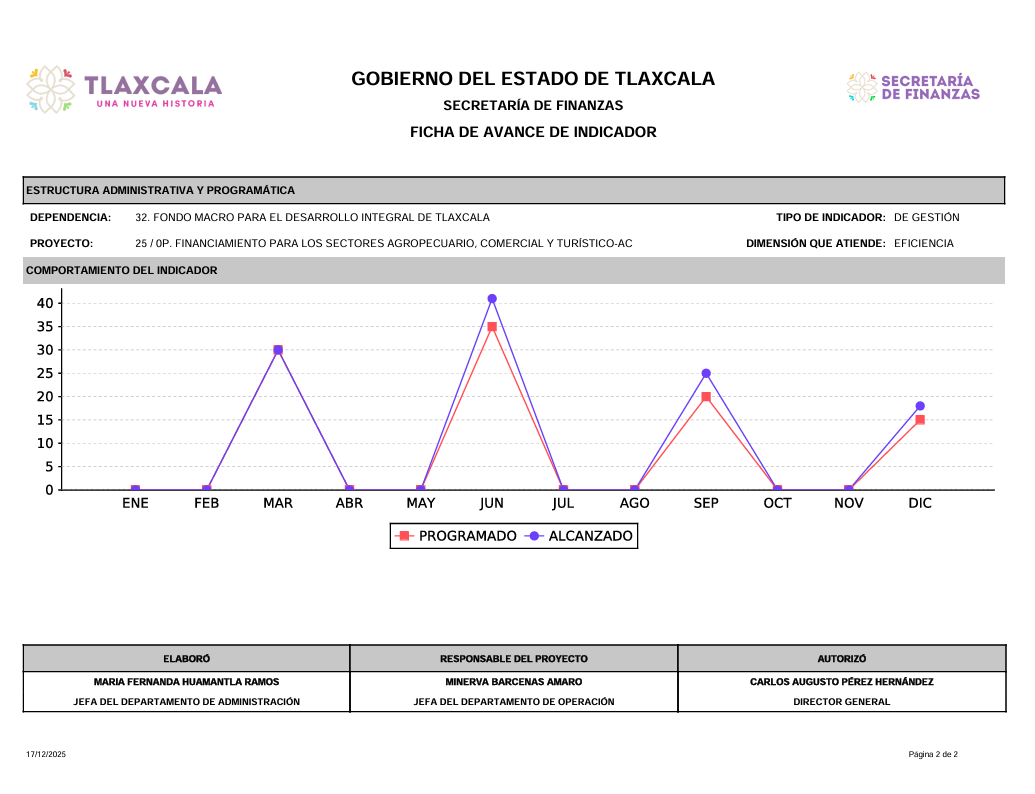 TLAXCALA
UNA NUEVA HISTORIA
GOBIERNO DEL ESTADO DE TLAXCALA
SECRETARÍA DE FINANZAS
FICHA DE AVANCE DE INDICADOR
SECRETARÍA
DE FINANZAS
ESTRUCTURA ADMINISTRATIVA Y PROGRAMÁTICA
DEPENDENCIA: 32. FONDO MACRO PARA EL DESARROLLO INTEGRAL DE TLAXCALA TIPO DE INDICADOR: DE GESTIÓN
PROYECTO: 25 / 0P. FINANCIAMIENTO PARA LOS SECTORES AGROPECUARIO, COMERCIAL Y TURÍSTICO-AC DIMENSIÓN QUE ATIENDE: EFICIENCIA
COMPORTAMIENTO DEL INDICADOR
40
35
30
25
20
15
10
5
0
ENE FEB MAR ABR MAY JUN JUL AGO SEP OCT NOV DIC
PROGRAMADO ALCANZADO
ELABORÓ RESPONSABLE DEL PROYECTO AUTORIZÓ
MARIA FERNANDA HUAMANTLA RAMOS MINERVA BARCENAS AMARO CARLOS AUGUSTO PÉREZ HERNÁNDEZ
JEFA DEL DEPARTAMENTO DE ADMINISTRACIÓN JEFA DEL DEPARTAMENTO DE OPERACIÓN DIRECTOR GENERAL
17/12/2025 Página 2 de 2